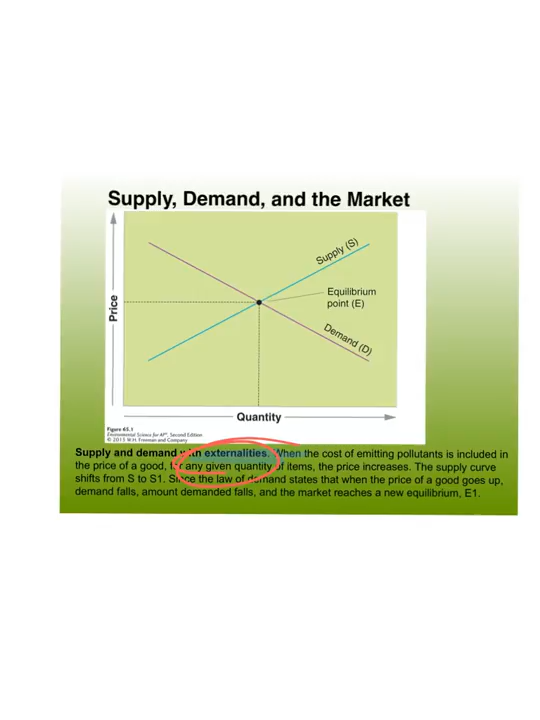 Supply, Demand, and the Market
Supply (S)
Equilibrium
point (E)
Demand (D)
Price
Quantity
Figure 65.1
Environmental Science for AP®, Second Edition
© 2015 W.H. Freeman and Company
Supply and demand with externalities. When the cost of emitting pollutants is included in
the price of a good, for any given quantity of items, the price increases. The supply curve
shifts from S to S1. Since the law of demand states that when the price of a good goes up,
demand falls, amount demanded falls, and the market reaches a new equilibrium, E1.